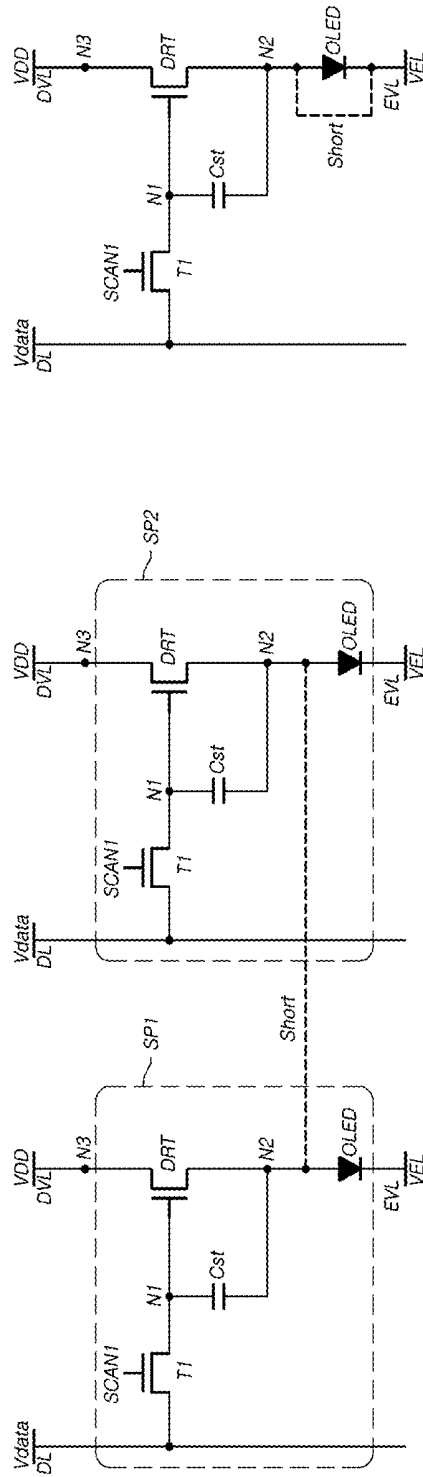 Vdata
DL
VDD
DVL
N3
SP1
SCAN1
T1
N1
DRT
Cst
N2
OLED
EVL
VEL
Short
Vdata
DL
VDD
DVL
N3
SP2
SCAN1
T1
N1
DRT
Cst
N2
OLED
EVL
VEL
Vdata
DL
VDD
DVL
N3
SCAN1
T1
N1
DRT
Cst
N2
OLED
Short
EVL
VEL